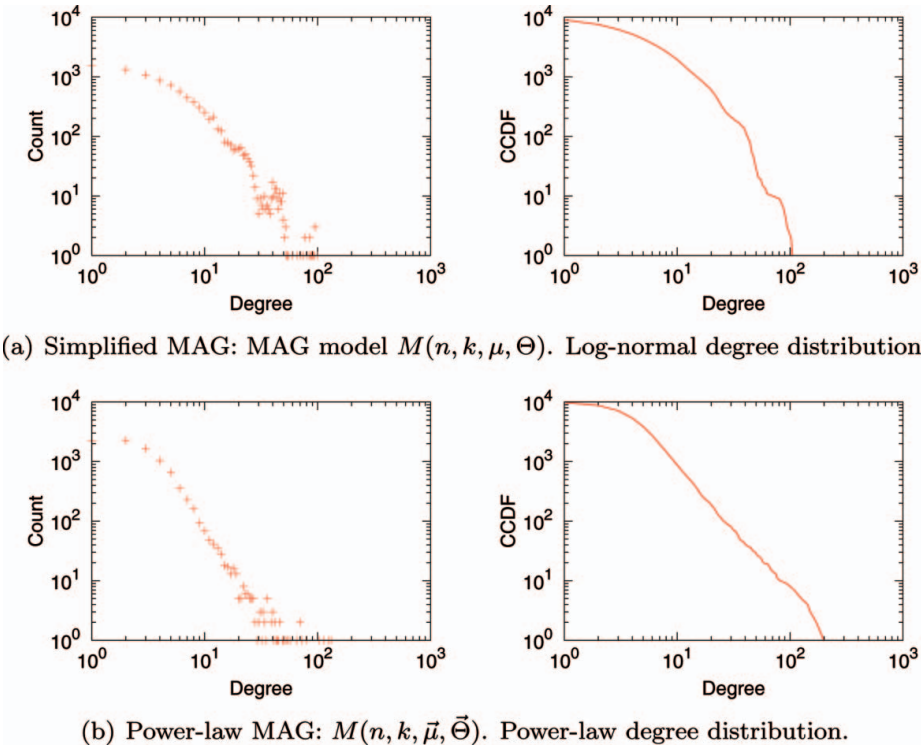 10^4
10^3
10^2
10^1
10^0
Count
10^0 10^1 10^2 10^3
Degree
10^4
10^3
10^2
10^1
10^0
CCDF
10^0 10^1 10^2 10^3
Degree
(a) Simplified MAG: MAG model M(n, k, μ, Θ). Log-normal degree distribution
10^4
10^3
10^2
10^1
10^0
Count
10^0 10^1 10^2 10^3
Degree
10^4
10^3
10^2
10^1
10^0
CCDF
10^0 10^1 10^2 10^3
Degree
(b) Power-law MAG: M(n, k, μ⃗, Θ⃗). Power-law degree distribution.